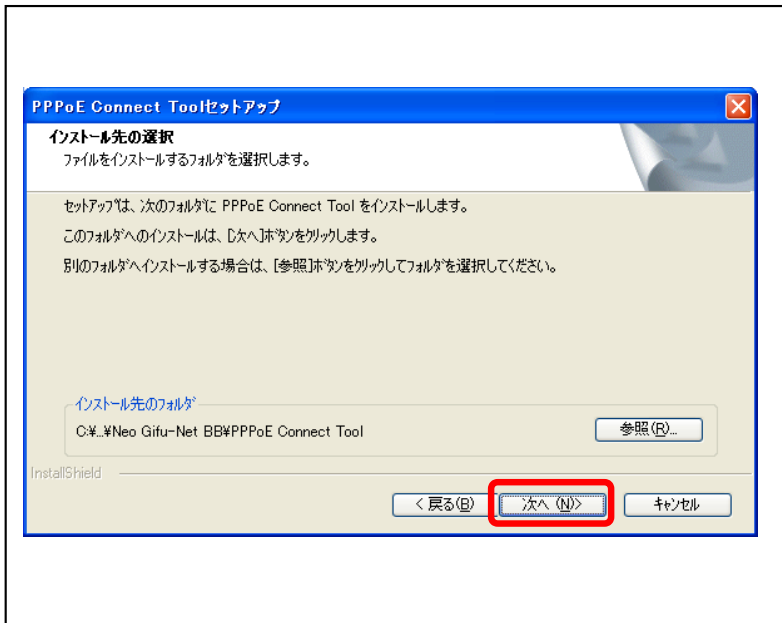 PPPoE Connect Toolセットアップ
インストール先の選択
ファイルをインストールするフォルダを選択します。
セットアップは、次のフォルダに PPPoE Connect Tool をインストールします。
このフォルダへのインストールは、[次へ]ボタンをクリックします。
別のフォルダへインストールする場合は、[参照]ボタンをクリックしてフォルダを選択してください。
インストール先のフォルダ
C:¥...¥Neo Gifu-Net BB¥PPPoE Connect Tool
参照(R)...
InstallShield
< 戻る(B)
次へ (N)>
キャンセル